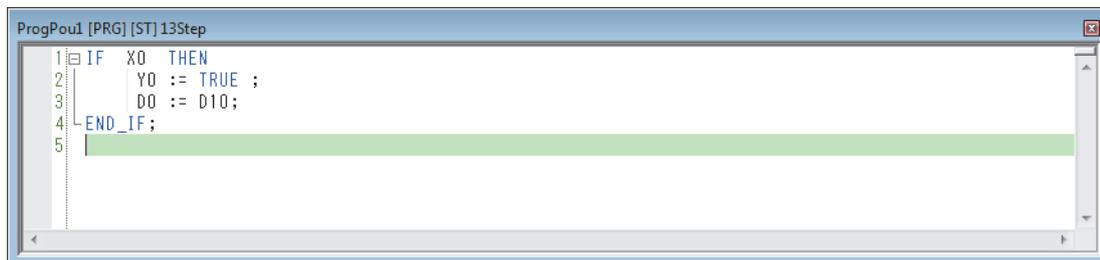 ProgPou1 [PRG] [ST] 13Step
1 IF X0 THEN
2 Y0 := TRUE ;
3 D0 := D10;
4 END_IF;
5